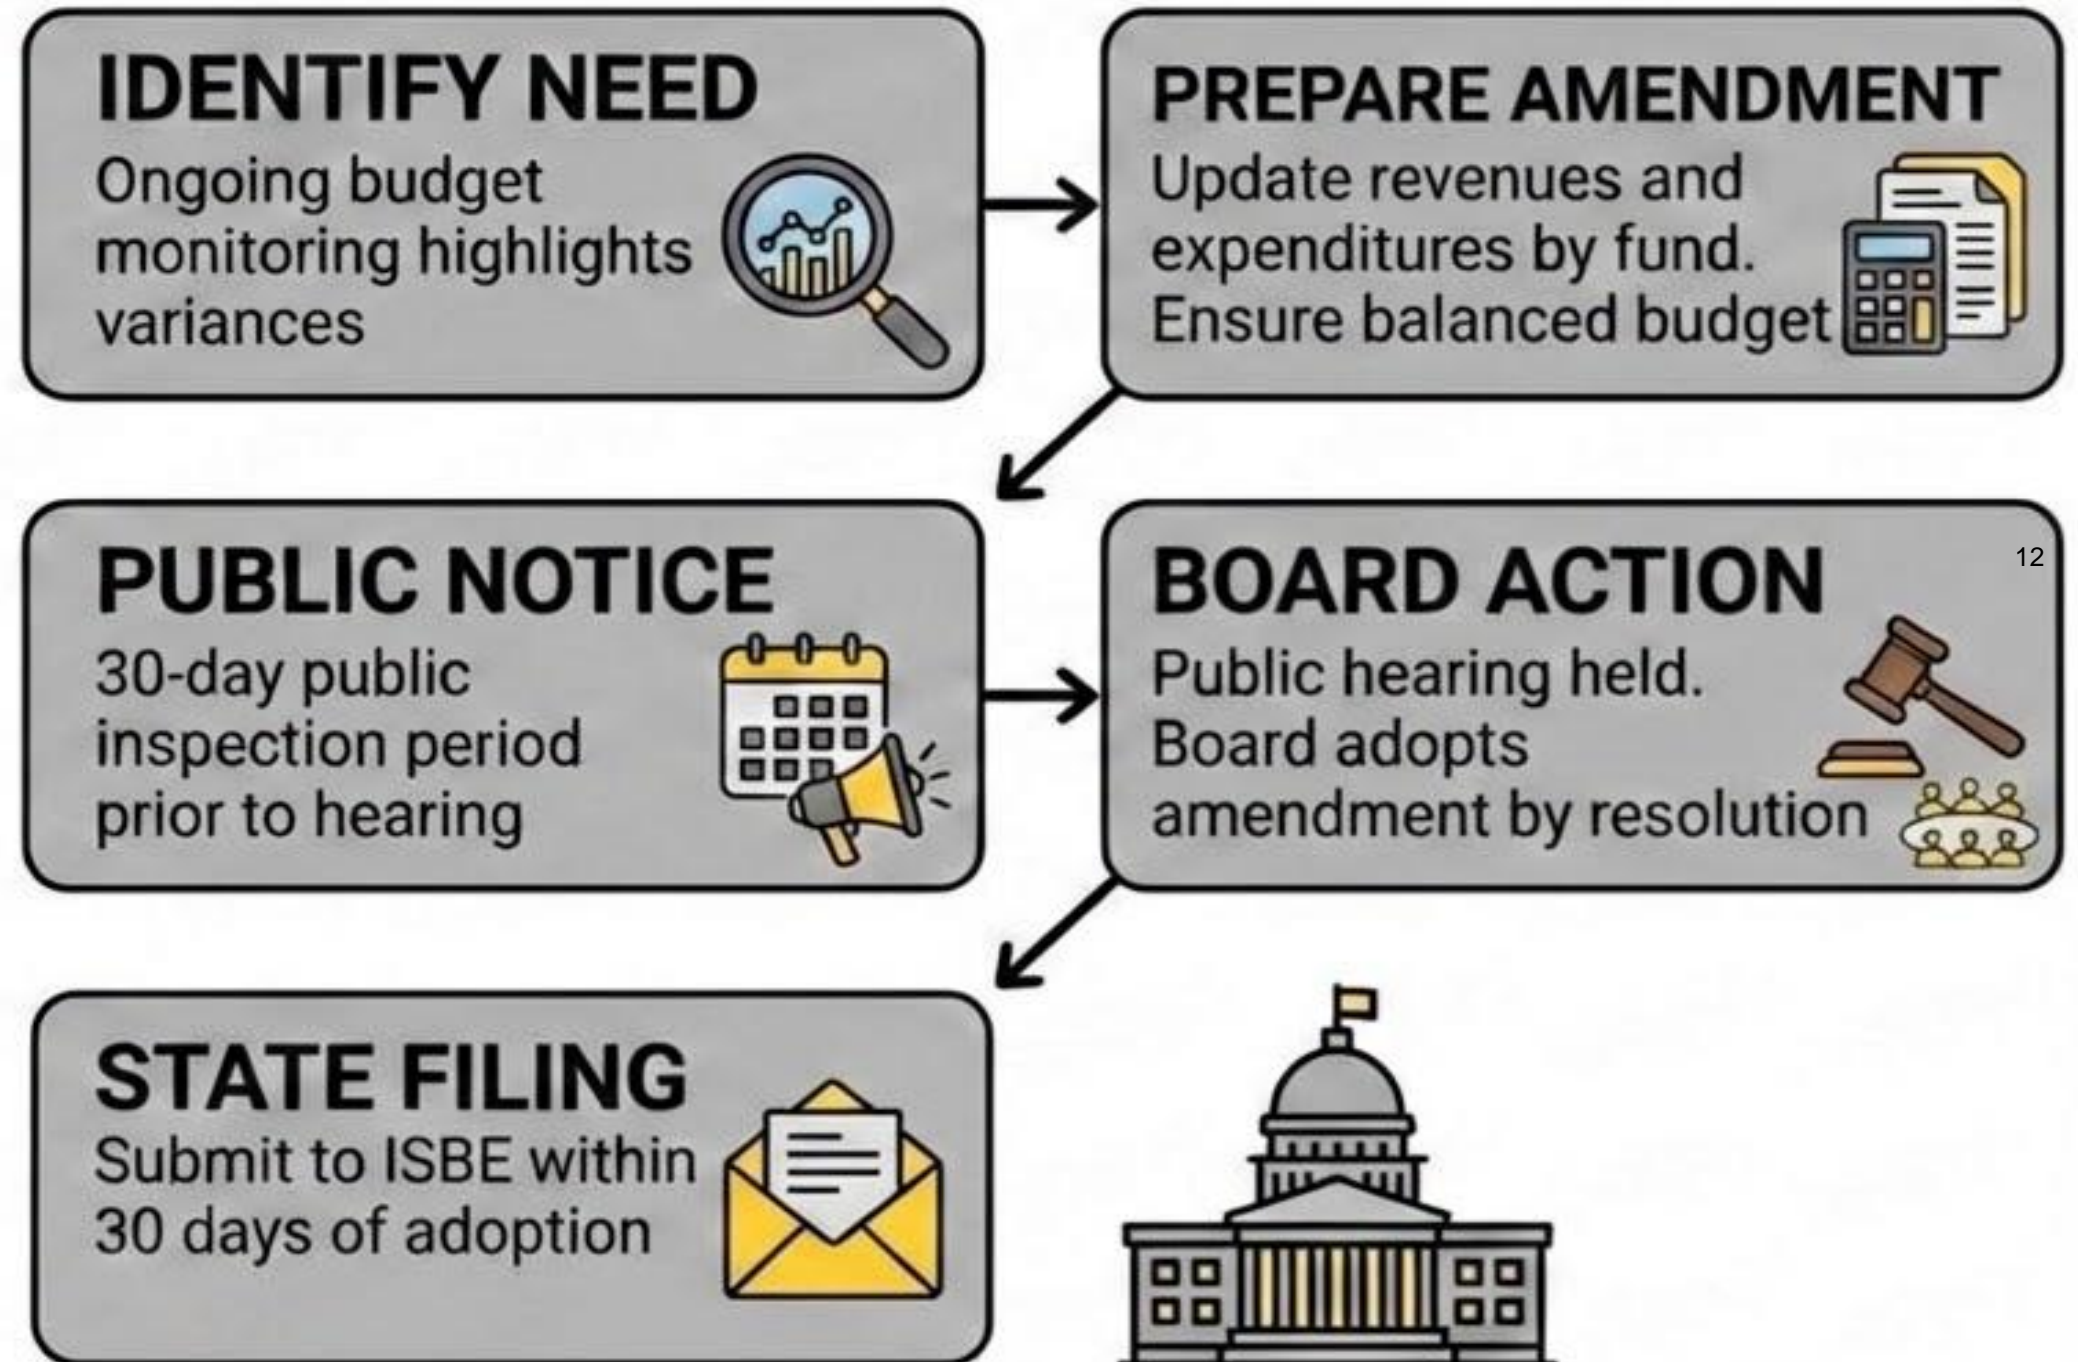 IDENTIFY NEED
Ongoing budget
monitoring highlights
variances
PREPARE AMENDMENT
Update revenues and
expenditures by fund.
Ensure balanced budget
PUBLIC NOTICE
30-day public
inspection period
prior to hearing
BOARD ACTION
12
Public hearing held.
Board adopts
amendment by resolution
STATE FILING
Submit to ISBE within
30 days of adoption